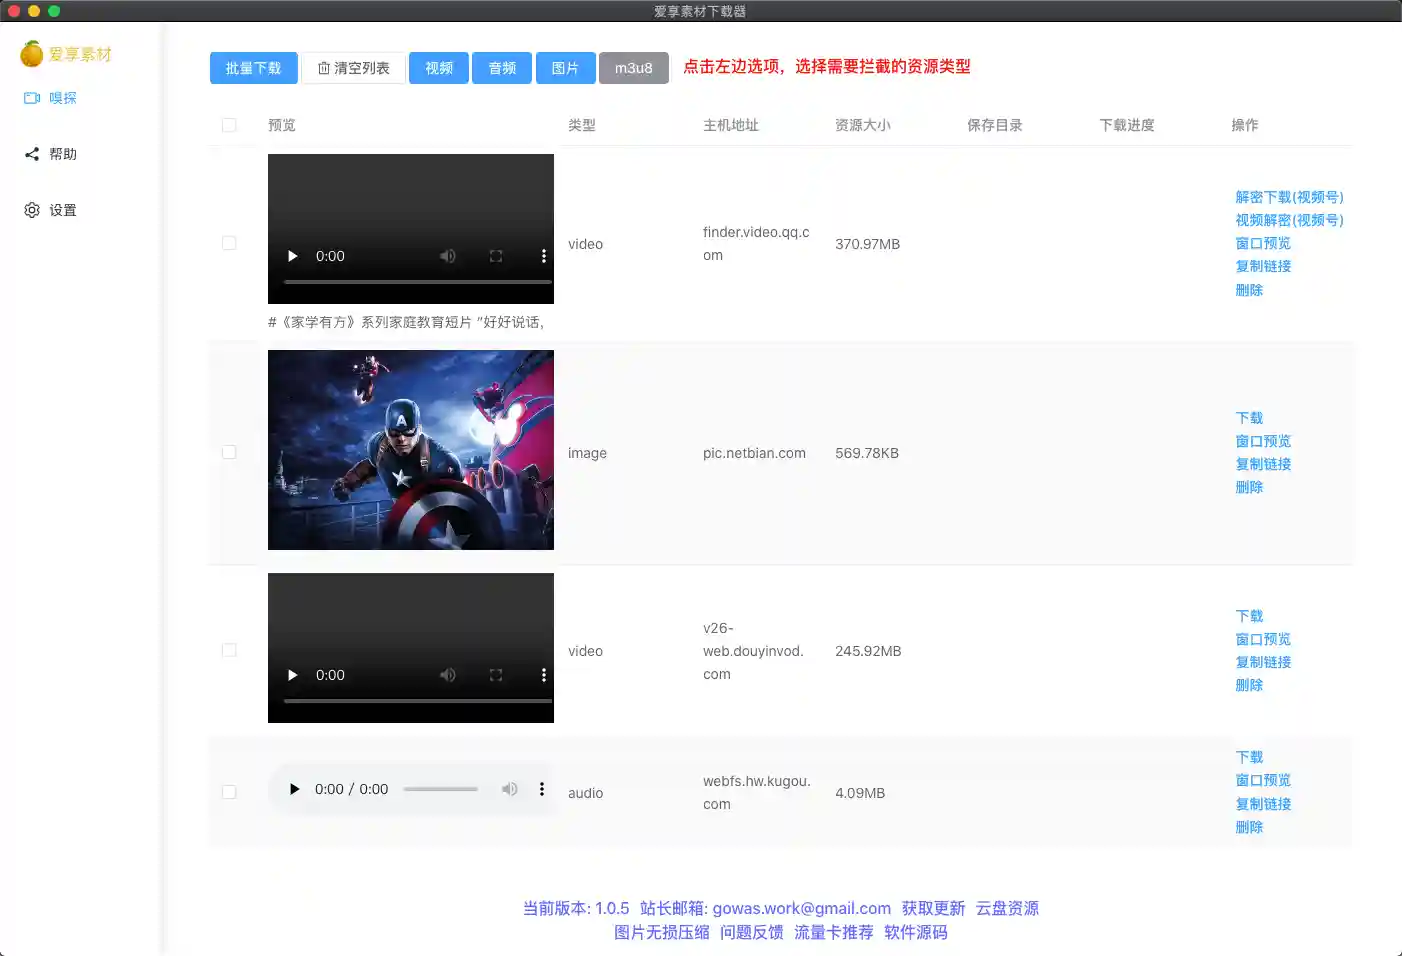 爱享素材下载器
爱享素材
嗅探
帮助
设置
批量下载 清空列表 视频 音频 图片 m3u8 点击左边选项，选择需要拦截的资源类型
预览 类型 主机地址 资源大小 保存目录 下载进度 操作
0:00
#《家学有方》系列家庭教育短片 "好好说话,
video
finder.video.qq.c
om
370.97MB
解密下载(视频号)
视频解密(视频号)
窗口预览
复制链接
删除
A
image
pic.netbian.com
569.78KB
下载
窗口预览
复制链接
删除
0:00
video
v26-
web.douyinvod.
com
245.92MB
下载
窗口预览
复制链接
删除
0:00 / 0:00
audio
webfs.hw.kugou.
com
4.09MB
下载
窗口预览
复制链接
删除
当前版本: 1.0.5 站长邮箱: gowas.work@gmail.com 获取更新 云盘资源
图片无损压缩 问题反馈 流量卡推荐 软件源码